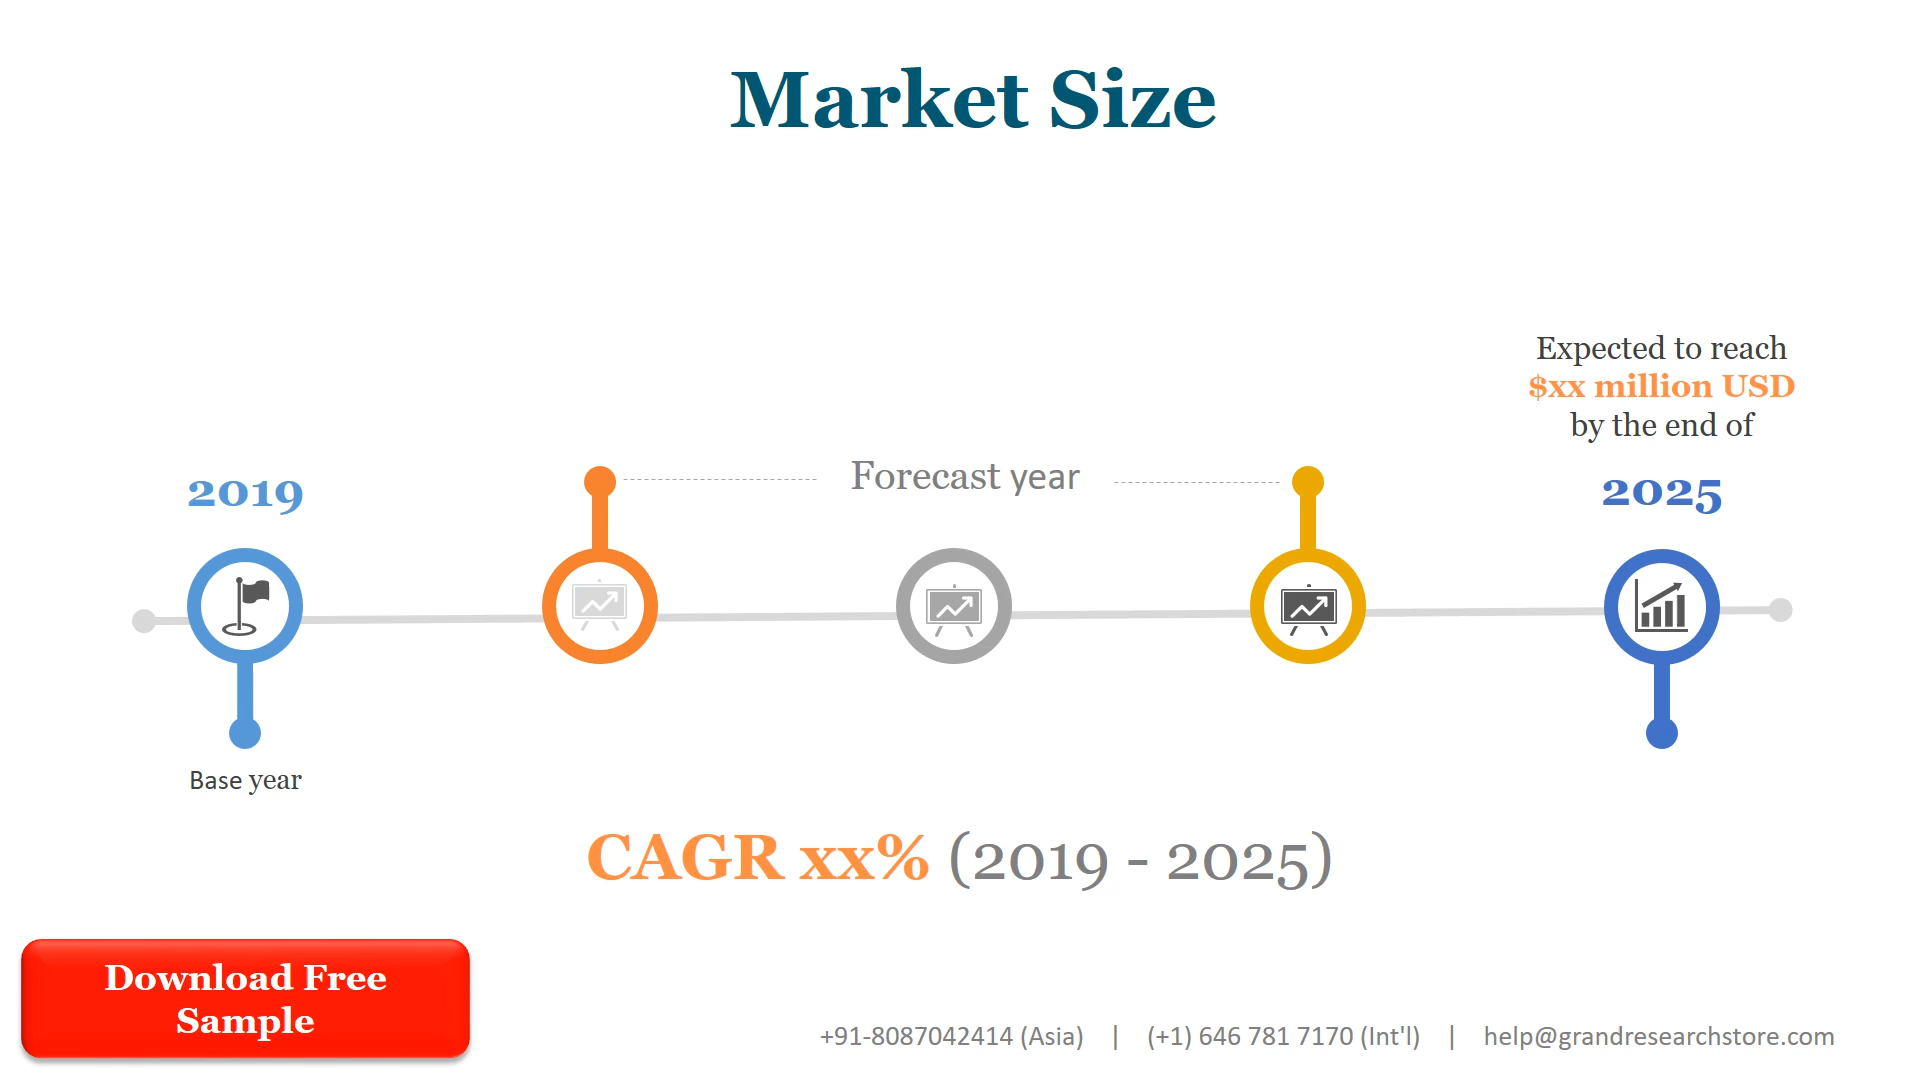 Market Size
Expected to reach
$xx million USD
by the end of
2019
Forecast year
2025
Base year
CAGR xx% (2019 - 2025)
Download Free
Sample
+91-8087042414 (Asia) | (+1) 646 781 7170 (Int'l) | help@grandresearchstore.com